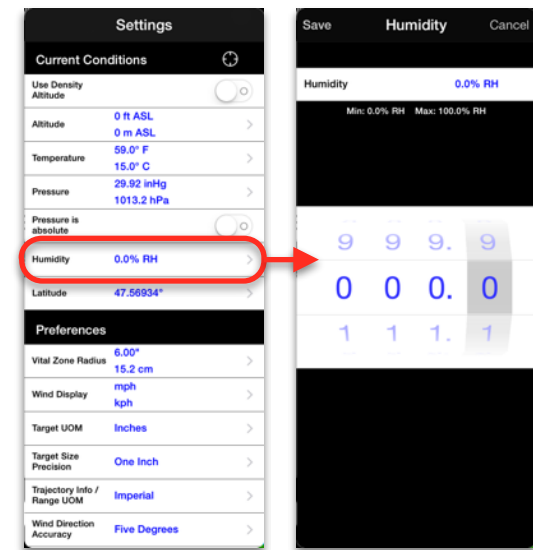 Settings
Current Conditions
Use Density
Altitude
Altitude
0 ft ASL
0 m ASL
Temperature
59.0° F
15.0° C
Pressure
29.92 inHg
1013.2 hPa
Pressure is
absolute
Humidity
0.0% RH
Latitude
47.56934°
Preferences
Vital Zone Radius
6.00"
15.2 cm
Wind Display
mph
kph
Target UOM
Inches
Target Size
Precision
One Inch
Trajectory Info /
Range UOM
Imperial
Wind Direction
Accuracy
Five Degrees
Save Humidity Cancel
Humidity 0.0% RH
Min: 0.0% RH Max: 100.0% RH
9 9 9. 9
0 0 0. 0
1 1 1. 1